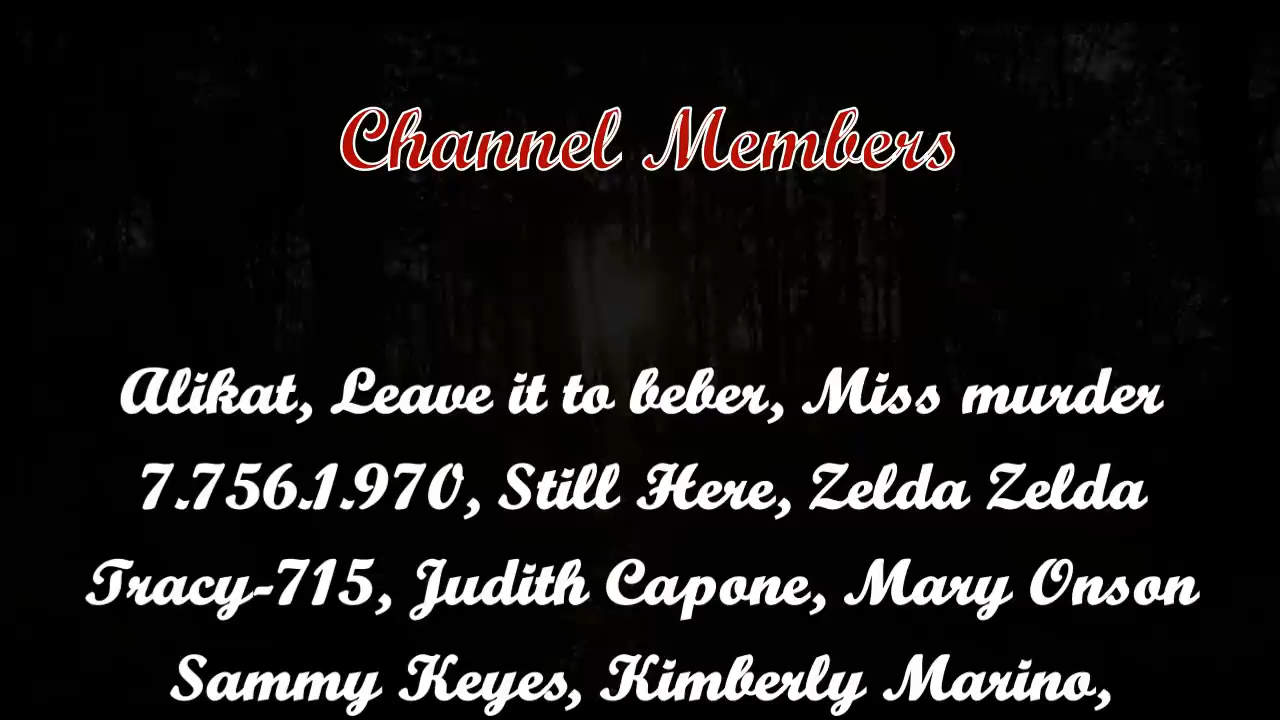 Channel Members
Alikat, Leave it to beber, Miss murder
7.756.1.970, Still Here, Zelda Zelda
Tracy-715, Judith Capone, Mary Onson
Sammy Keyes, Kimberly Marino,